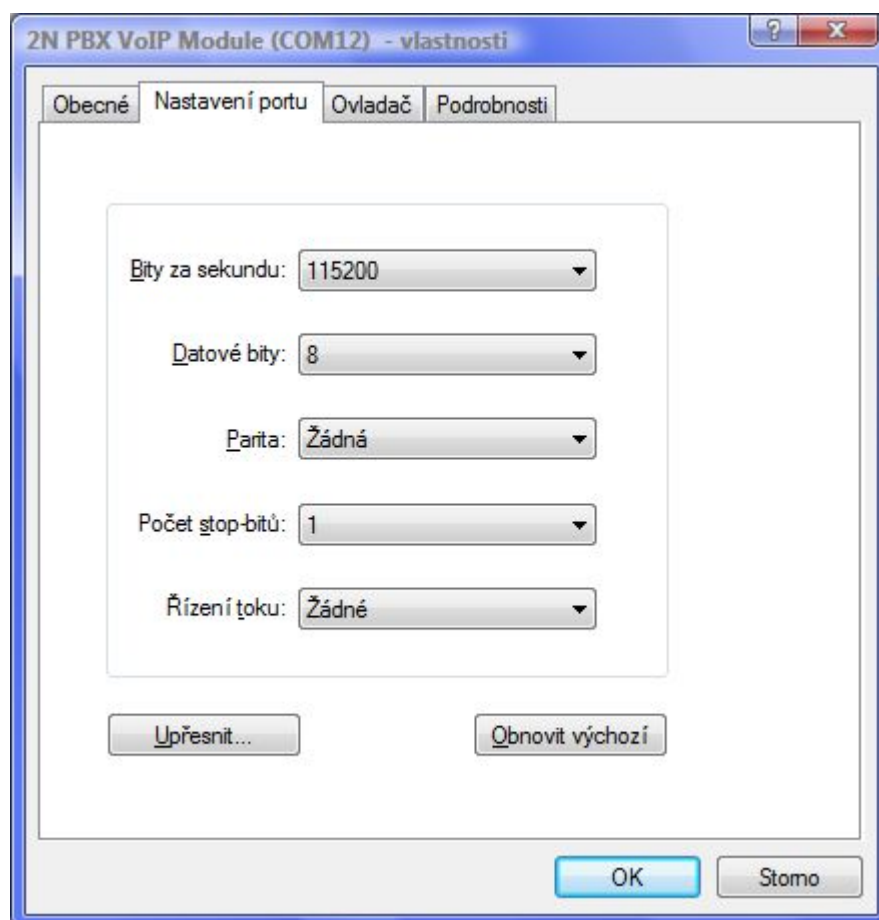 2N PBX VoIP Module (COM12) - vlastnosti
Obecné Nastavení portu Ovladač Podrobnosti
Bity za sekundu: 115200
Datové bity: 8
Parita: Žádná
Počet stop-bitů: 1
Řízení toku: Žádné
Upřesnit... Obnovit výchozí
OK Storno